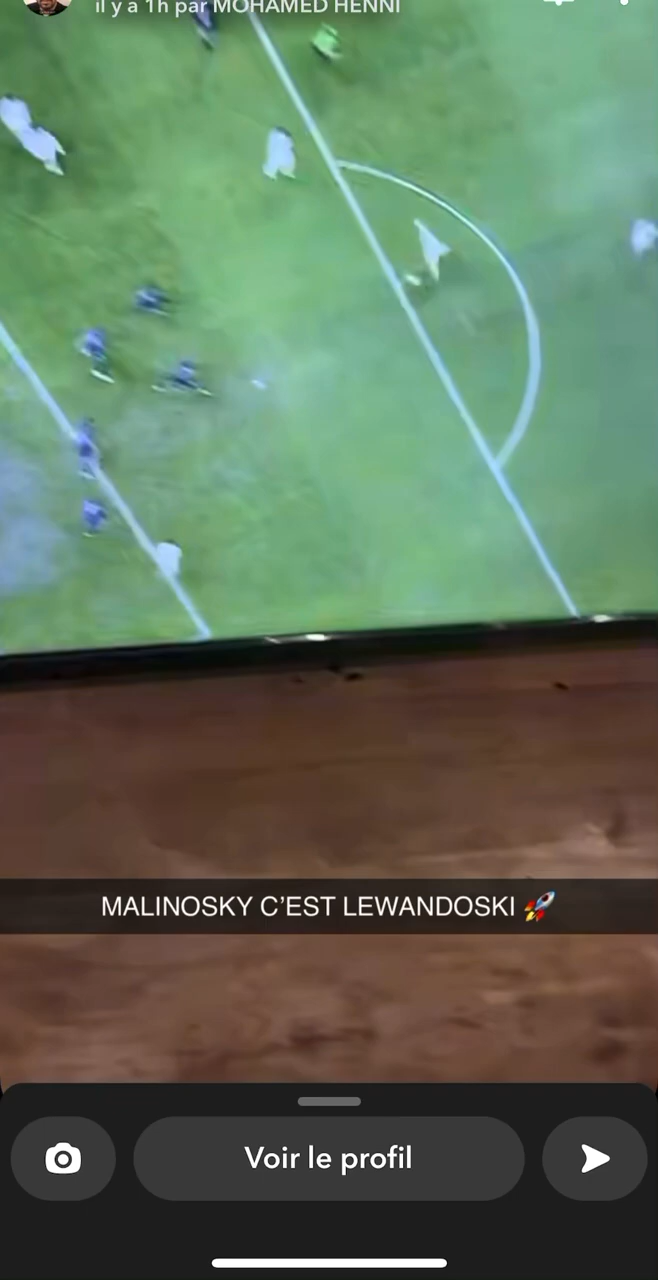 il y a 1h par MOHAMED HENNI
MALINOSKY C'EST LEWANDOSKI 🚀
Voir le profil